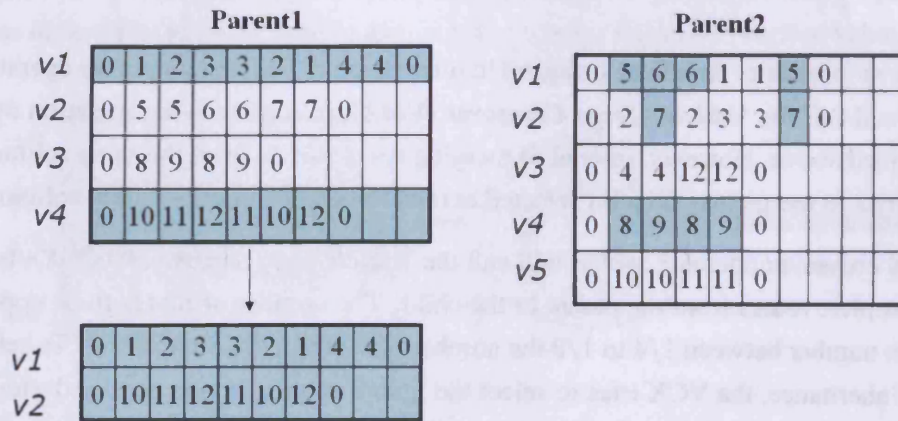 Parent1
v1 0 1 2 3 3 2 1 4 4 0
v2 0 5 5 6 6 7 7 0
v3 0 8 9 8 9 0
v4 0 10 11 12 11 10 12 0
Parent2
v1 0 5 6 6 1 1 5 0
v2 0 2 7 2 3 3 7 0
v3 0 4 4 12 12 0
v4 0 8 9 8 9 0
v5 0 10 10 11 11 0
v1 0 1 2 3 3 2 1 4 4 0
v2 0 10 11 12 11 10 12 0